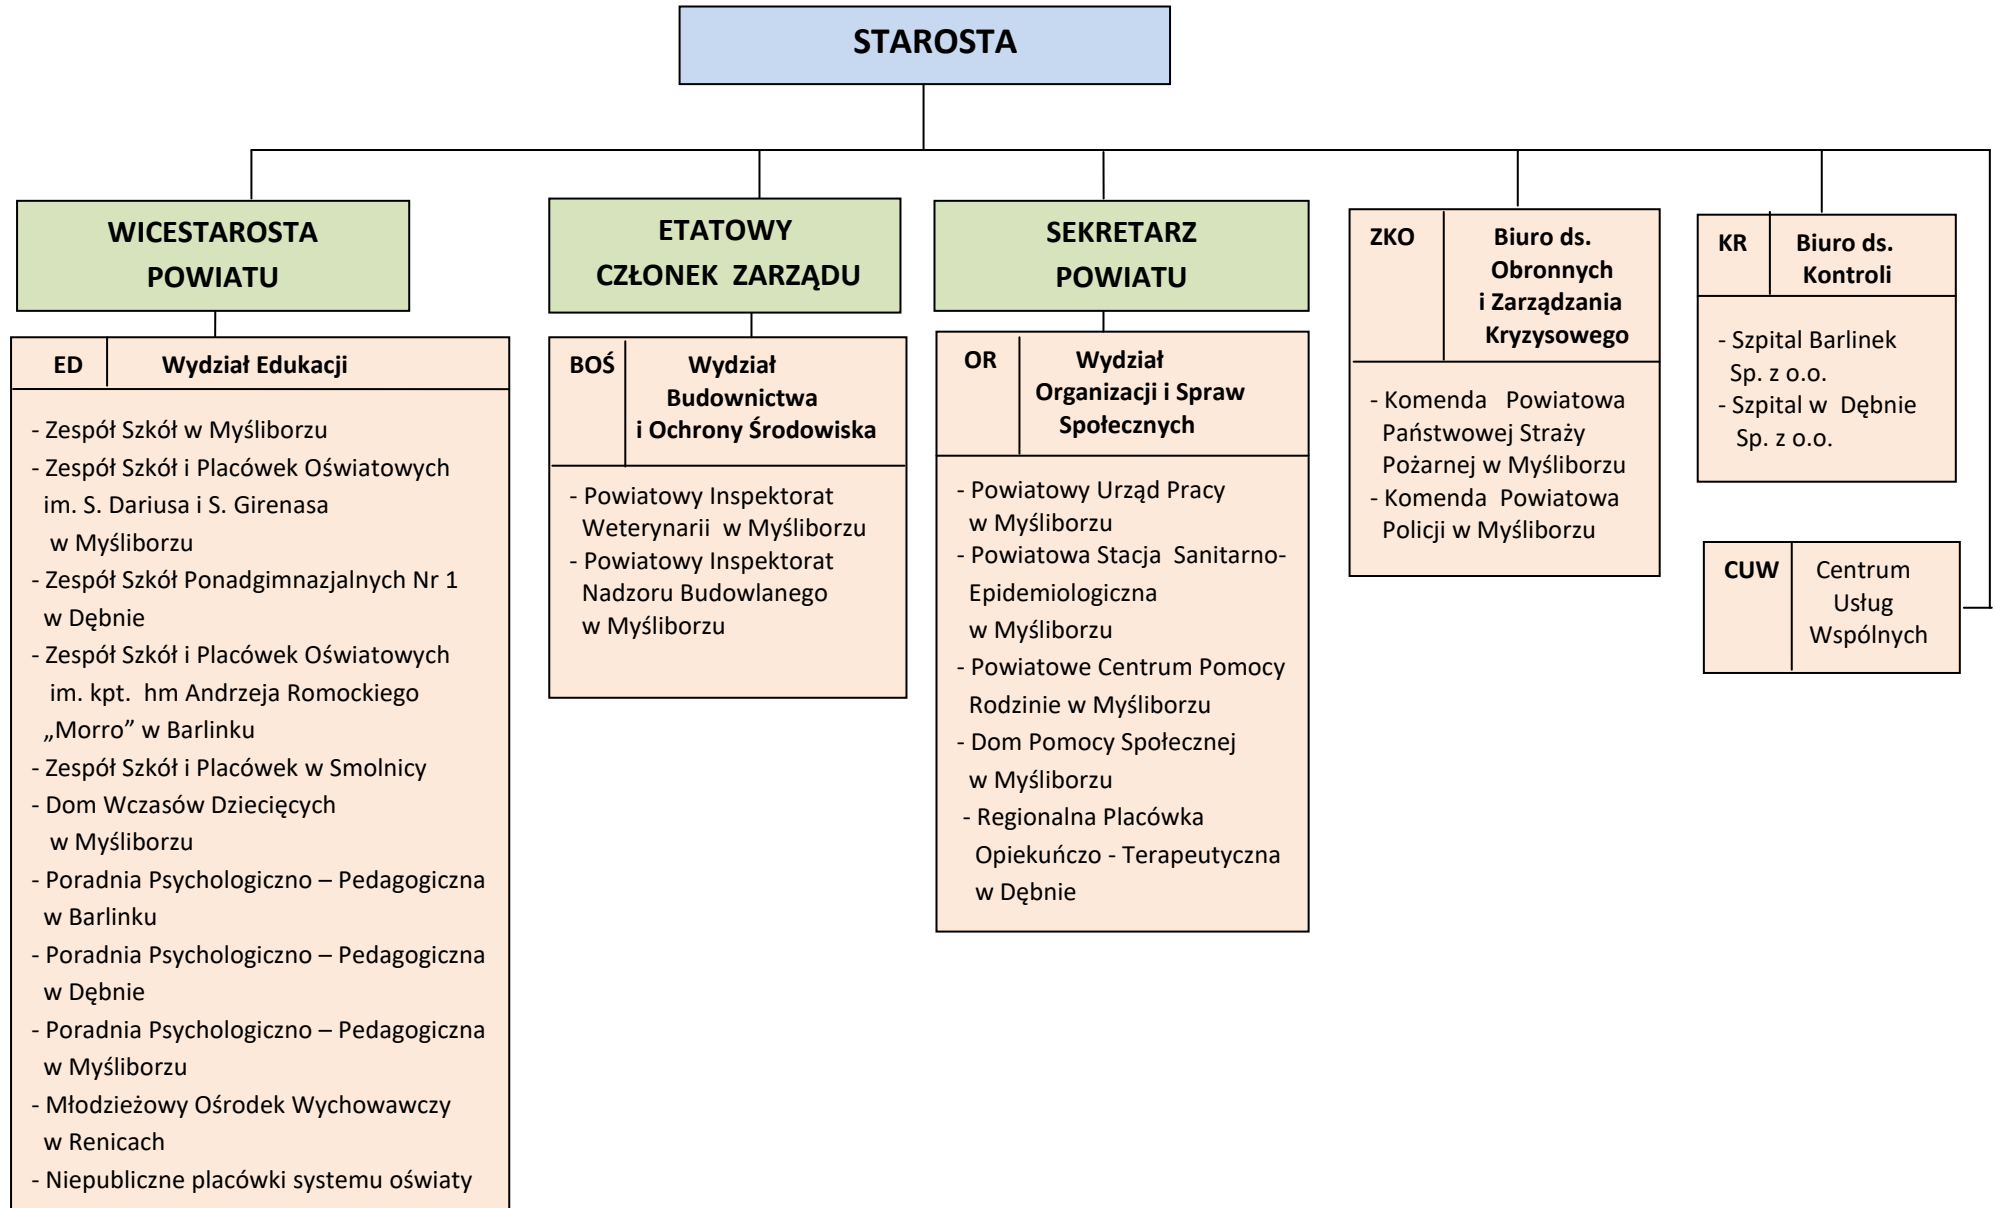 STAROSTA
WICESTAROSTA
POWIATU
ED
Wydział Edukacji
- Zespół Szkół w Myśliborzu
- Zespół Szkół i Placówek Oświatowych
im. S. Dariusa i S. Girenasa
w Myśliborzu
- Zespół Szkół Ponadgimnazjalnych Nr 1
w Dębnie
- Zespół Szkół i Placówek Oświatowych
im. kpt. hm Andrzeja Romockiego
„Morro” w Barlinku
- Zespół Szkół i Placówek w Smolnicy
- Dom Wczasów Dziecięcych
w Myśliborzu
- Poradnia Psychologiczno – Pedagogiczna
w Barlinku
- Poradnia Psychologiczno – Pedagogiczna
w Dębnie
- Poradnia Psychologiczno – Pedagogiczna
w Myśliborzu
- Młodzieżowy Ośrodek Wychowawczy
w Renicach
- Niepubliczne placówki systemu oświaty
ETATOWY
CZŁONEK ZARZĄDU
BOŚ
Wydział
Budownictwa
i Ochrony Środowiska
- Powiatowy Inspektorat
Weterynarii w Myśliborzu
- Powiatowy Inspektorat
Nadzoru Budowlanego
w Myśliborzu
SEKRETARZ
POWIATU
OR
Wydział
Organizacji i Spraw
Społecznych
- Powiatowy Urząd Pracy
w Myśliborzu
- Powiatowa Stacja Sanitarno-
Epidemiologiczna
w Myśliborzu
- Powiatowe Centrum Pomocy
Rodzinie w Myśliborzu
- Dom Pomocy Społecznej
w Myśliborzu
- Regionalna Placówka
Opiekuńczo - Terapeutyczna
w Dębnie
ZKO
Biuro ds.
Obronnych
i Zarządzania
Kryzysowego
- Komenda Powiatowa
Państwowej Straży
Pożarnej w Myśliborzu
- Komenda Powiatowa
Policji w Myśliborzu
KR
Biuro ds.
Kontroli
- Szpital Barlinek
Sp. z o.o.
- Szpital w Dębnie
Sp. z o.o.
CUW
Centrum
Usług
Wspólnych